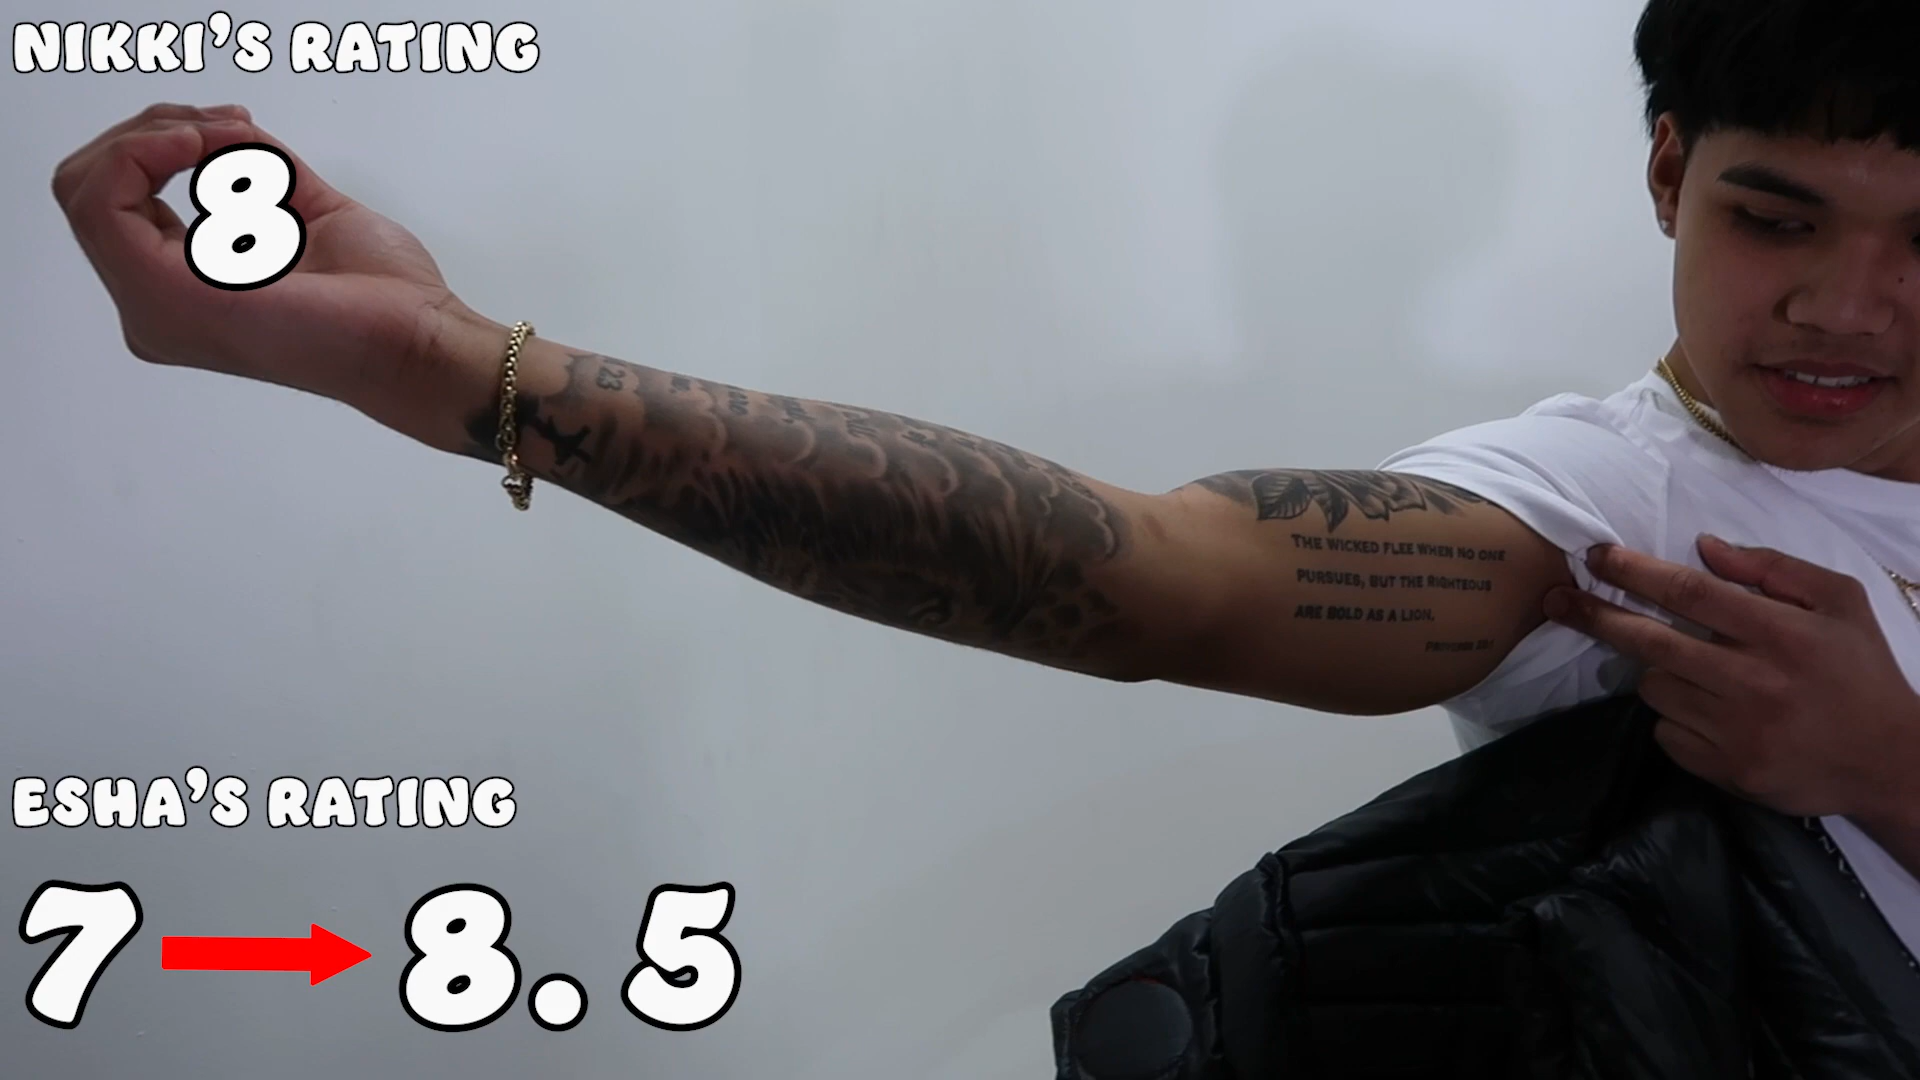 NIKKI'S RATING
8
23
THE WICKED FLEE WHEN NO ONE
PURSUES, BUT THE RIGHTEOUS
ARE BOLD AS A LION.
ESHA'S RATING
7 8.5